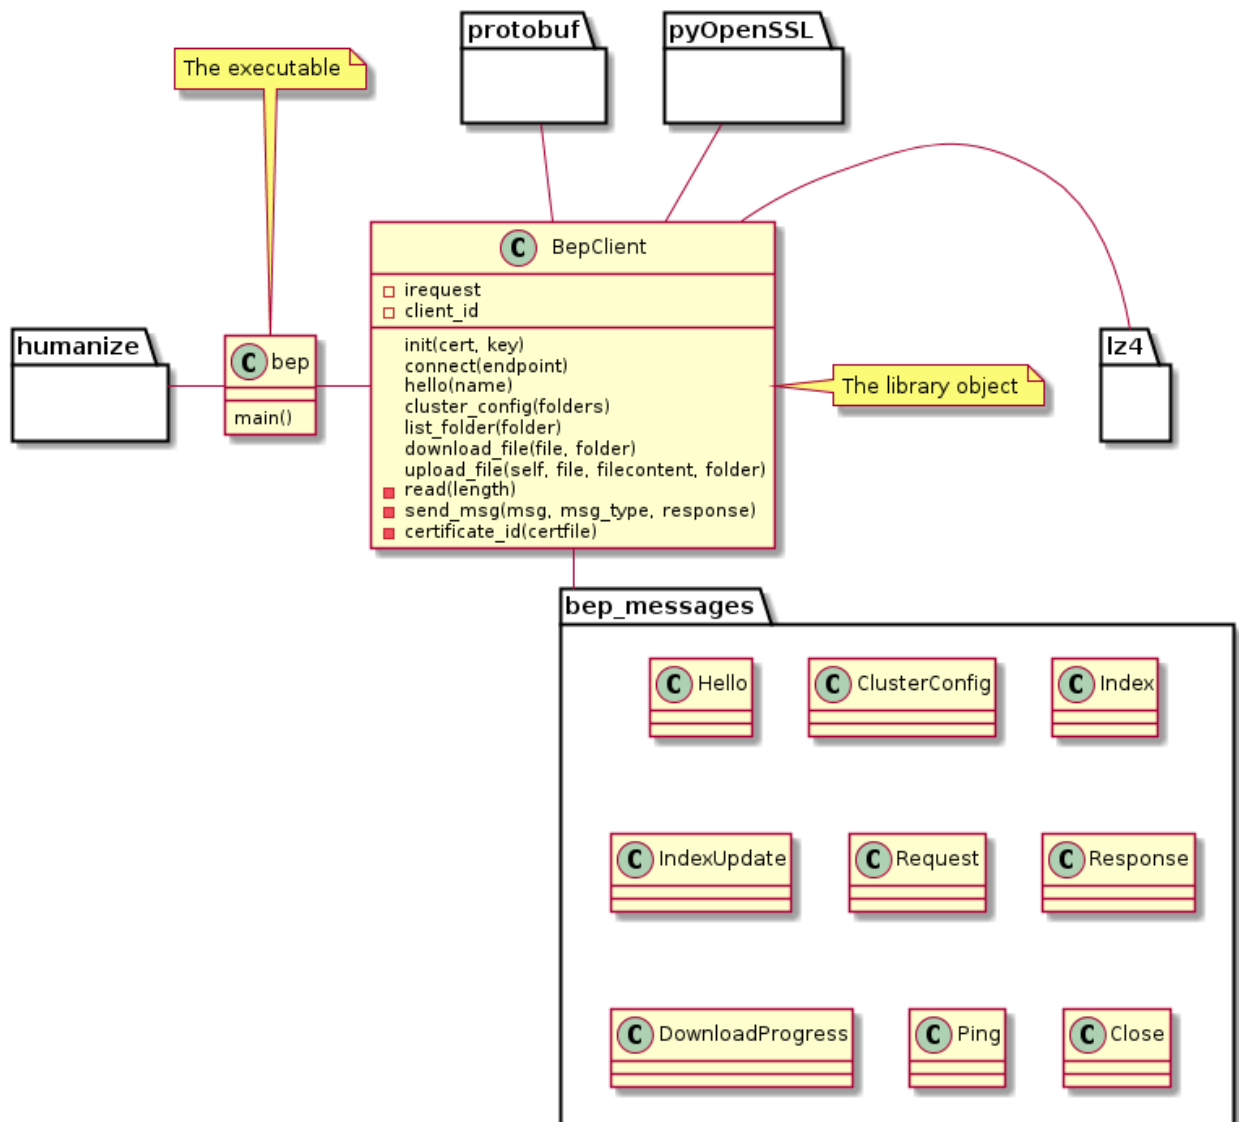 protobuf
pyOpenSSL
The executable
C BepClient
irequest
client_id
init(cert, key)
connect(endpoint)
hello(name)
cluster_config(folders)
list_folder(folder)
download_file(file, folder)
upload_file(self, file, filecontent, folder)
read(length)
send_msg(msg, msg_type, response)
certificate_id(certfile)
humanize
C bep
main()
The library object
lz4
bep_messages
C Hello
C ClusterConfig
C Index
C IndexUpdate
C Request
C Response
C DownloadProgress
C Ping
C Close